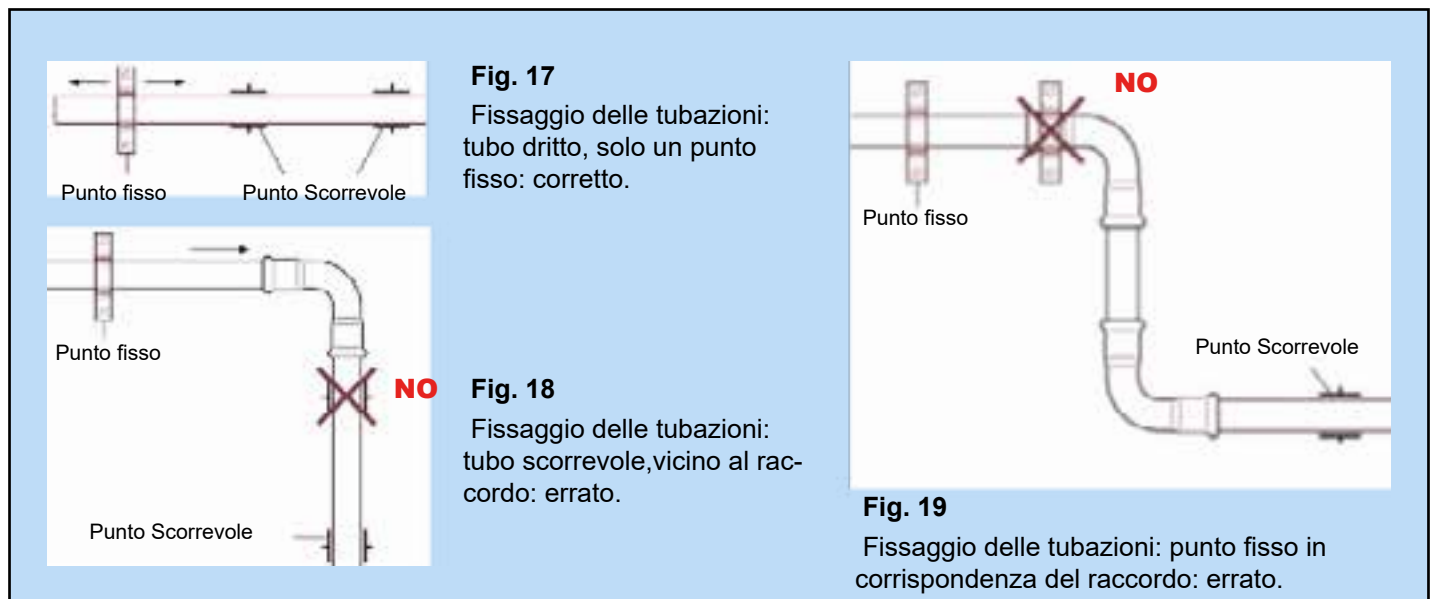 Fig. 17
Fissaggio delle tubazioni:
tubo dritto, solo un punto
fisso: corretto.
Punto fisso
Punto Scorrevole
Punto fisso
NO
Punto Scorrevole
Fig. 18
Fissaggio delle tubazioni:
tubo scorrevole,vicino al rac-
cordo: errato.
NO
Punto fisso
Punto Scorrevole
Fig. 19
Fissaggio delle tubazioni: punto fisso in
corrispondenza del raccordo: errato.